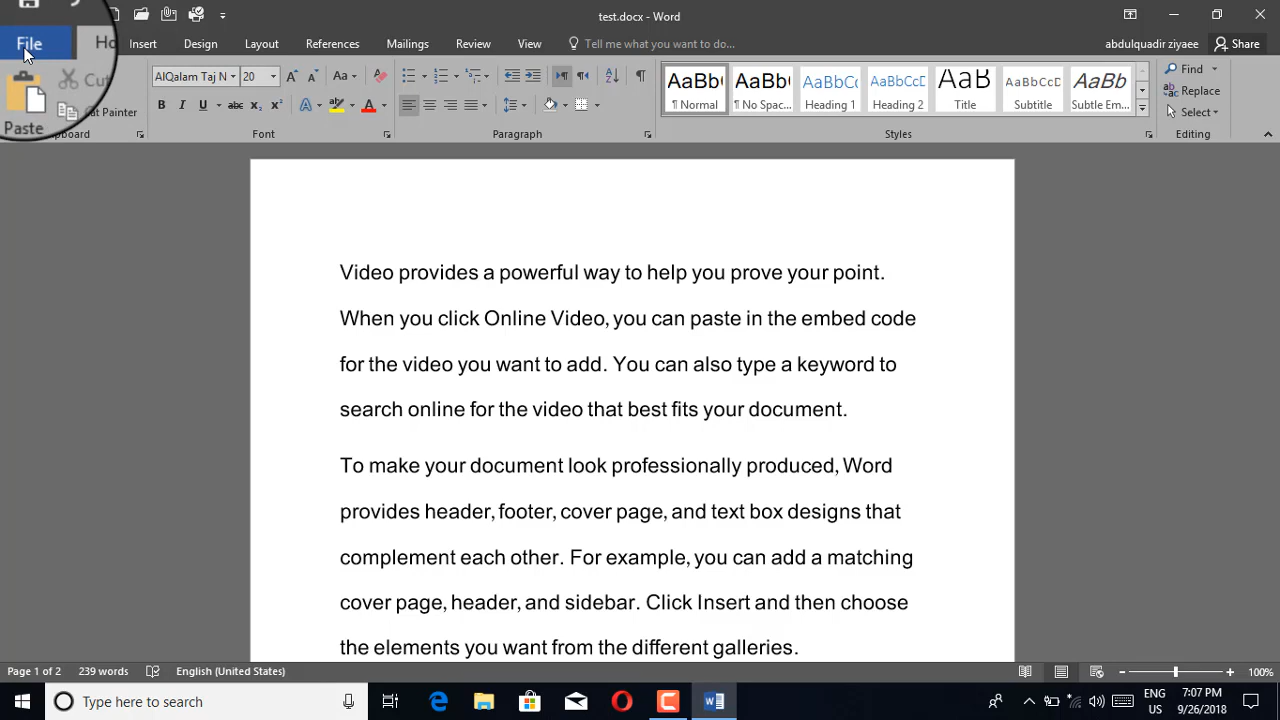 test.docx - Word
File
Insert
Design
Layout
References
Mailings
Review
View
Tell me what you want to do...
abdulquadir ziyaee
Share
Paste
Cut
Painter
AlQalam Taj N
20
Aa
B I U abc x₂ x²
A
Font
Paragraph
AaBb(
¶ Normal
AaBb(
¶ No Spac...
AaBbCc
Heading 1
AaBbCcC
Heading 2
AaB
Title
AaBbCcD
Subtitle
AaBb
Subtle Em...
Styles
Find
Replace
Select
Editing
Video provides a powerful way to help you prove your point.
When you click Online Video, you can paste in the embed code
for the video you want to add. You can also type a keyword to
search online for the video that best fits your document.
To make your document look professionally produced, Word
provides header, footer, cover page, and text box designs that
complement each other. For example, you can add a matching
cover page, header, and sidebar. Click Insert and then choose
the elements you want from the different galleries.
Page 1 of 2
239 words
English (United States)
100%
Type here to search
ENG
US
7:07 PM
9/26/2018